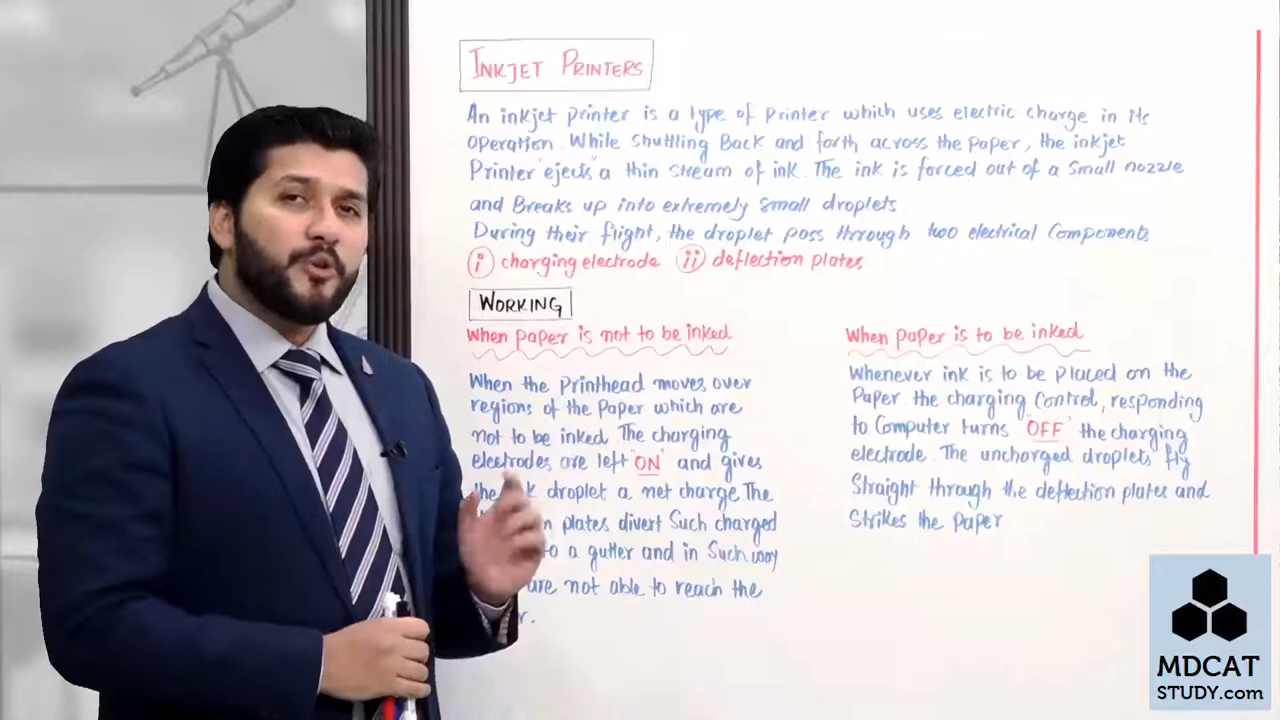 INKJET PRINTERS
An inkjet printer is a type of printer which uses electric charge in its
operation. While Shuttling Back and forth across the Paper, the inkjet
Printer "ejects" a thin stream of ink. The ink is forced out of a Small nozzle
and Breaks up into extremely Small droplets.
During their flight, the droplet pass through two electrical Components
i charging electrode ii deflection plates
WORKING
When paper is not to be inked
When the Printhead moves over
regions of the Paper which are
not to be inked. The charging
electrodes are left "ON" and gives
the droplet a net charge. The
plates divert Such charged
to a gutter and in Such way
are not able to reach the
When paper is to be inked
Whenever ink is to be placed on the
Paper. the charging Control, responding
to Computer turns "OFF" the charging
electrode. The uncharged droplets fly
Straight through the deflection plates and
Strikes the Paper
MDCAT
STUDY.com